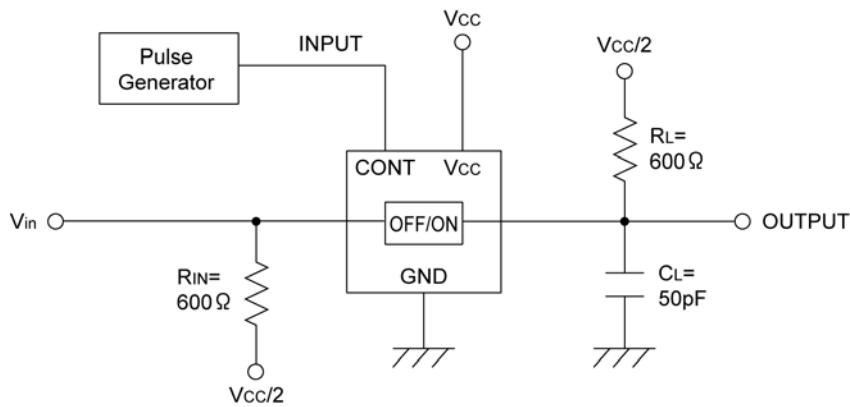 Vcc
Pulse
Generator
INPUT
Vcc/2
RL=
600Ω
CONT
Vcc
Vin
OFF/ON
OUTPUT
RIN=
600Ω
GND
CL=
50pF
Vcc/2